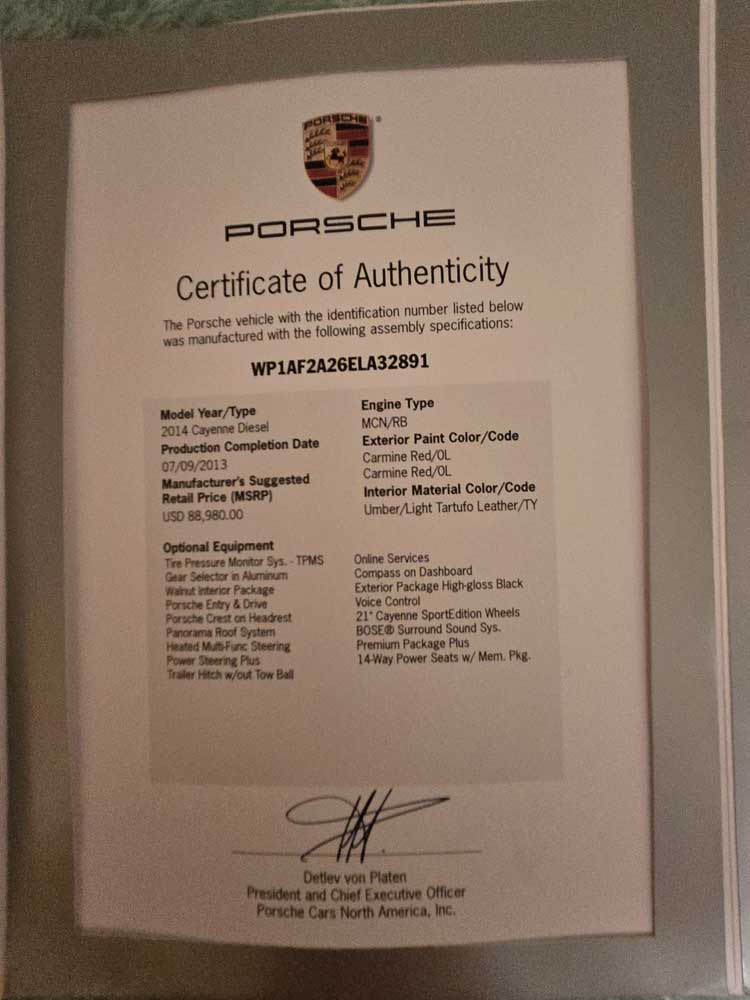 PORSCHE
PORSCHE
Certificate of Authenticity
The Porsche vehicle with the identification number listed below
was manufactured with the following assembly specifications:
WP1AF2A26ELA32891
Model Year/Type
2014 Cayenne Diesel
Production Completion Date
07/09/2013
Manufacturer's Suggested
Retail Price (MSRP)
USD 88,980.00
Engine Type
MCN/RB
Exterior Paint Color/Code
Carmine Red/0L
Carmine Red/0L
Interior Material Color/Code
Umber/Light Tartufo Leather/TY
Optional Equipment
Tire Pressure Monitor Sys. - TPMS
Gear Selector in Aluminum
Walnut Interior Package
Porsche Entry & Drive
Porsche Crest on Headrest
Panorama Roof System
Heated Multi-Func Steering
Power Steering Plus
Trailer Hitch w/out Tow Ball
Online Services
Compass on Dashboard
Exterior Package High-gloss Black
Voice Control
21" Cayenne SportEdition Wheels
BOSE® Surround Sound Sys.
Premium Package Plus
14-Way Power Seats w/ Mem. Pkg.
Detlev von Platen
President and Chief Executive Officer
Porsche Cars North America, Inc.